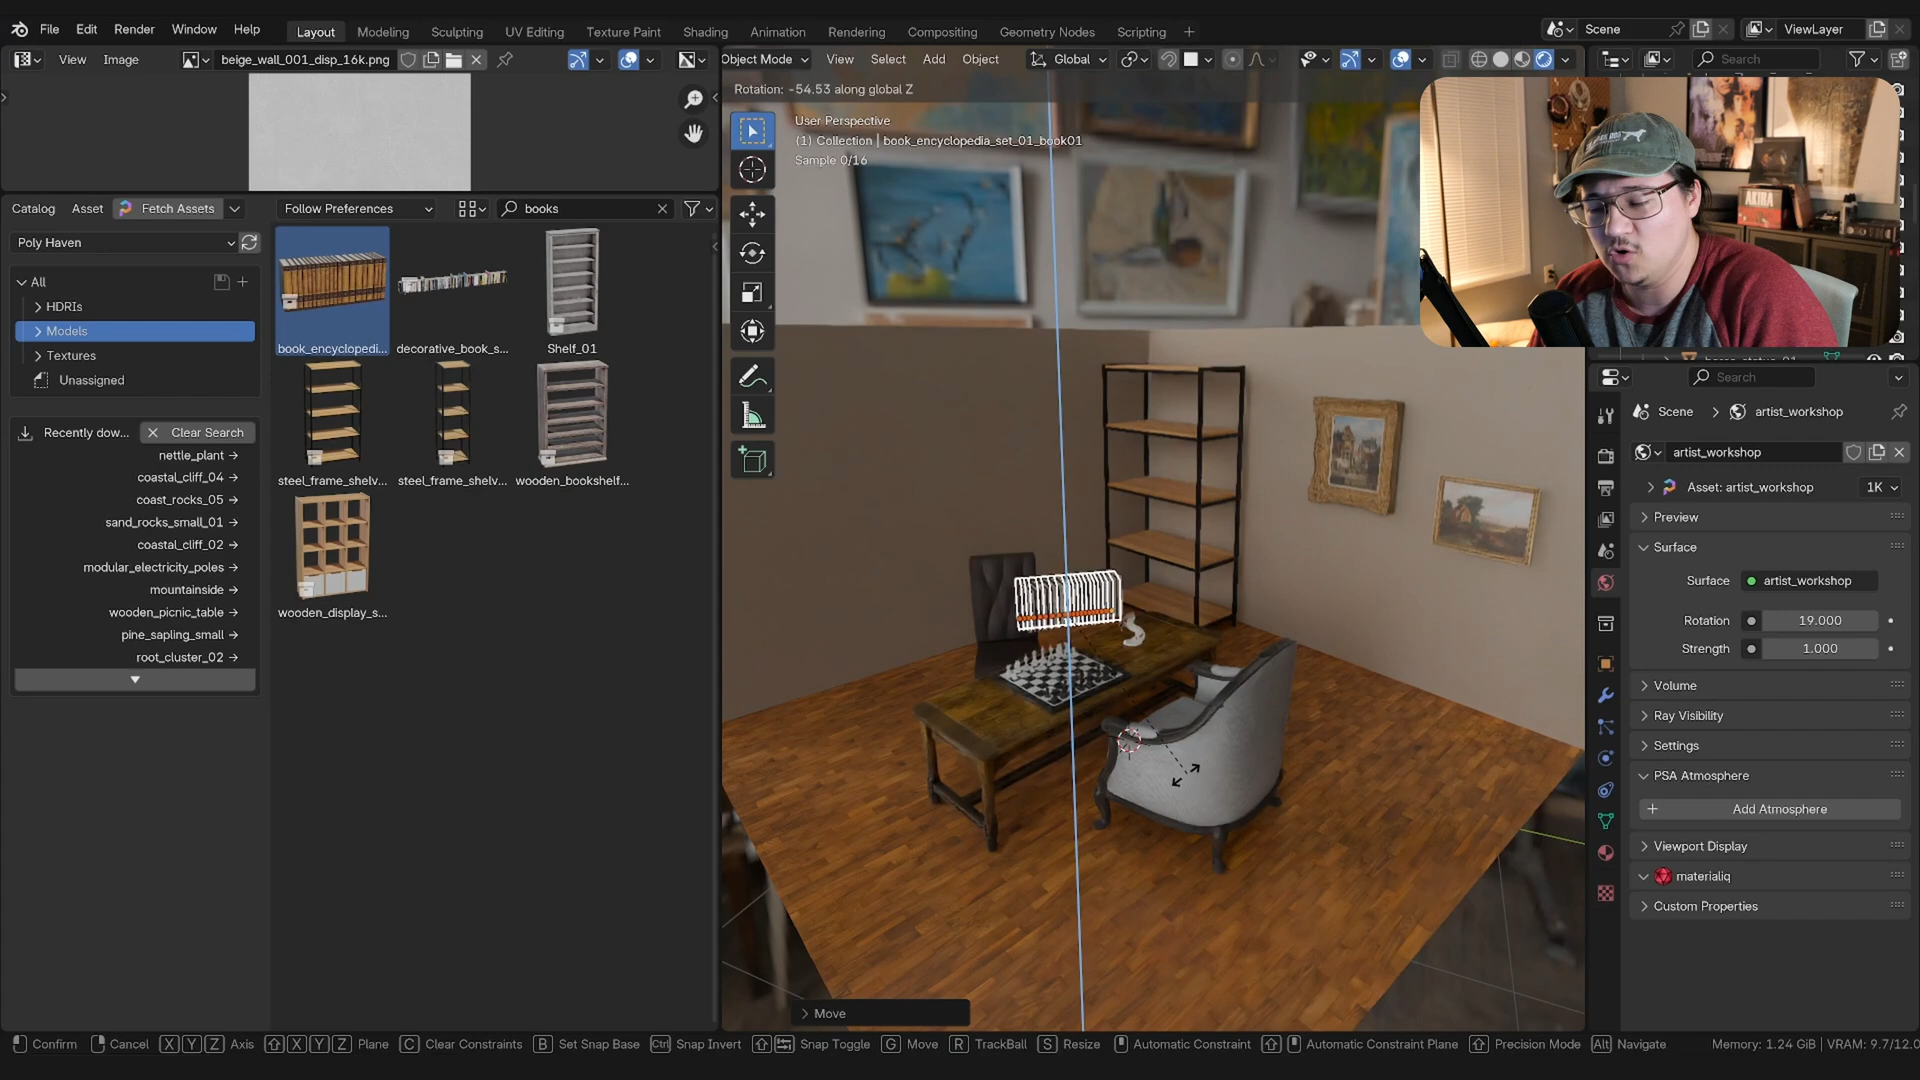 File Edit Render Window Help Layout Modeling Sculpting UV Editing Texture Paint Shading Animation Rendering Compositing Geometry Nodes Scripting + Scene ViewLayer
View Image beige_wall_001_disp_16k.png
Object Mode View Select Add Object Global
Search
Rotation: -54.53 along global Z
User Perspective
(1) Collection | book_encyclopedia_set_01_book01
Sample 0/16
AKIRA
Catalog Asset Fetch Assets Follow Preferences books
Poly Haven
All
HDRIs
Models
Textures
Unassigned
book_encyclopedi... decorative_book_s... Shelf_01
steel_frame_shelv... steel_frame_shelv... wooden_bookshelf...
wooden_display_s...
Recently dow... Clear Search
nettle_plant
coastal_cliff_04
coast_rocks_05
sand_rocks_small_01
coastal_cliff_02
modular_electricity_poles
mountainside
wooden_picnic_table
pine_sapling_small
root_cluster_02
Search
Scene > artist_workshop
artist_workshop
Asset: artist_workshop 1K
Preview
Surface
Surface artist_workshop
Rotation 19.000
Strength 1.000
Volume
Ray Visibility
Settings
PSA Atmosphere
+ Add Atmosphere
Viewport Display
materialiq
Custom Properties
Move
Confirm Cancel X Y Z Axis X Y Z Plane C Clear Constraints B Set Snap Base Ctrl Snap Invert Snap Toggle G Move R TrackBall S Resize Automatic Constraint Automatic Constraint Plane Precision Mode Alt Navigate Memory: 1.24 GiB | VRAM: 9.7/12.0